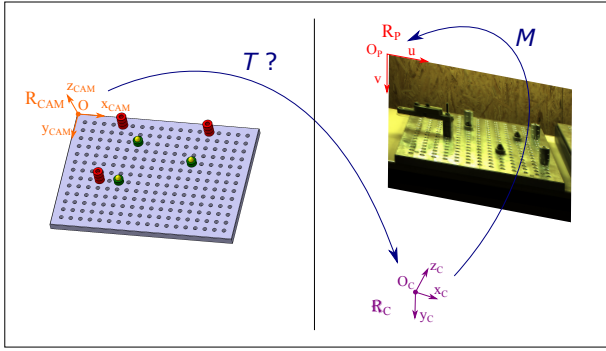 T ?
z_CAM
R_CAM
O
x_CAM
y_CAM
R_P
M
O_P
u
v
z_C
O_C
x_C
R_C
y_C